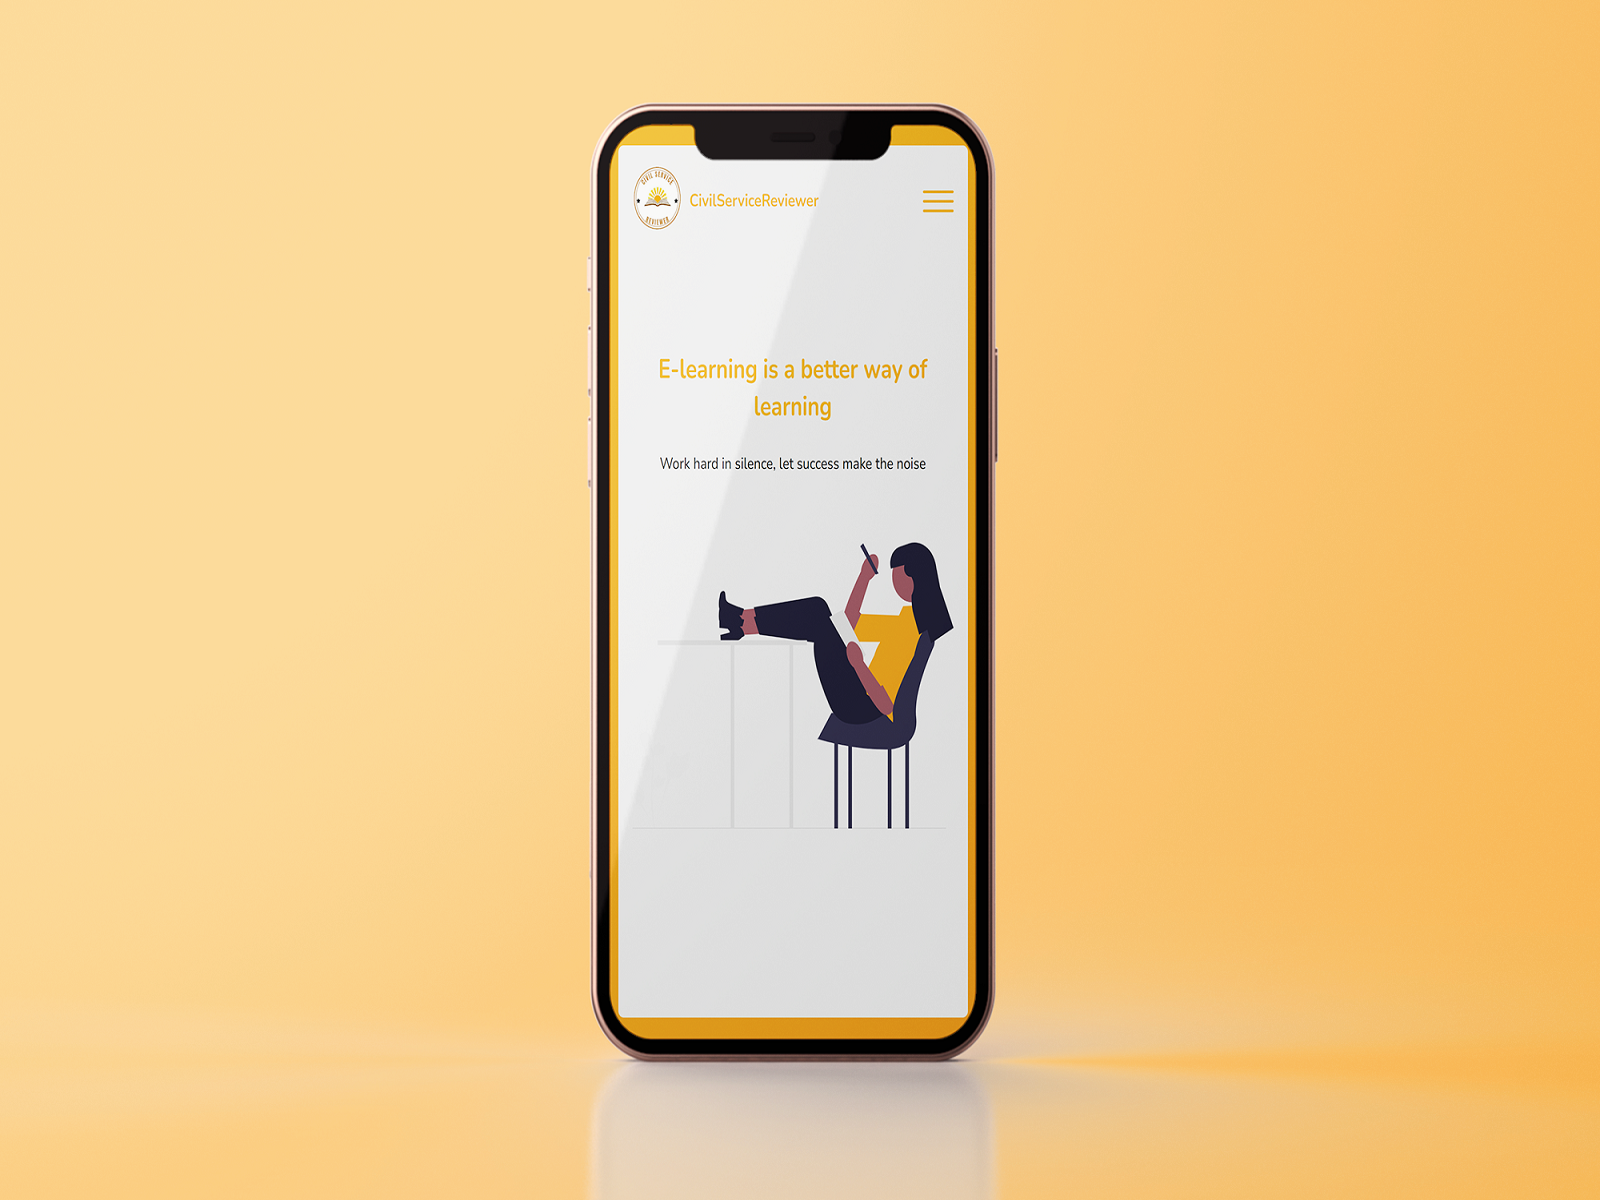 CIVIL SERVICE
REVIEWER
CivilServiceReviewer
E-learning is a better way of
learning
Work hard in silence, let success make the noise